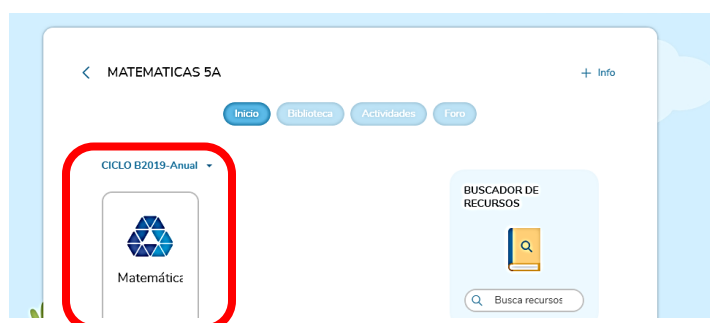 MATEMATICAS 5A
+ Info
Inicio Biblioteca Actividades Foro
CICLO B2019-Anual
BUSCADOR DE
RECURSOS
Matemática
Busca recursos